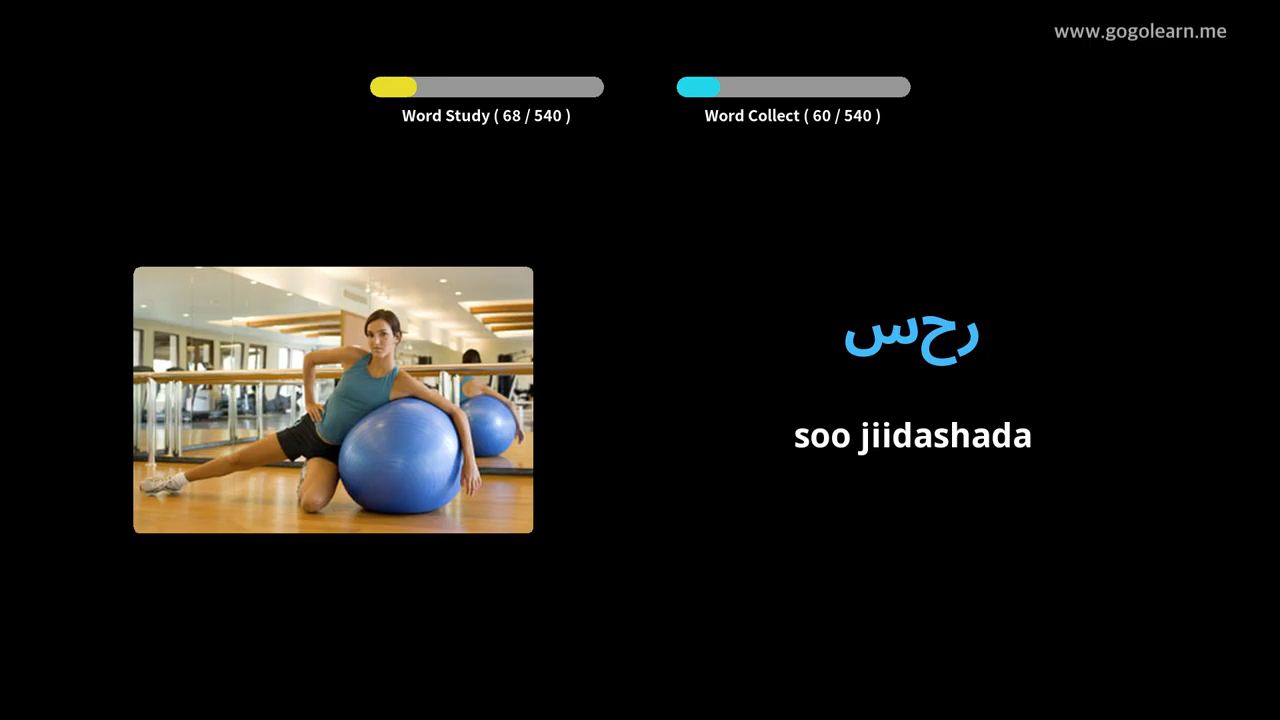 www.gogolearn.me
Word Study ( 68 / 540 )
Word Collect ( 60 / 540 )
رحس
soo jiidashada